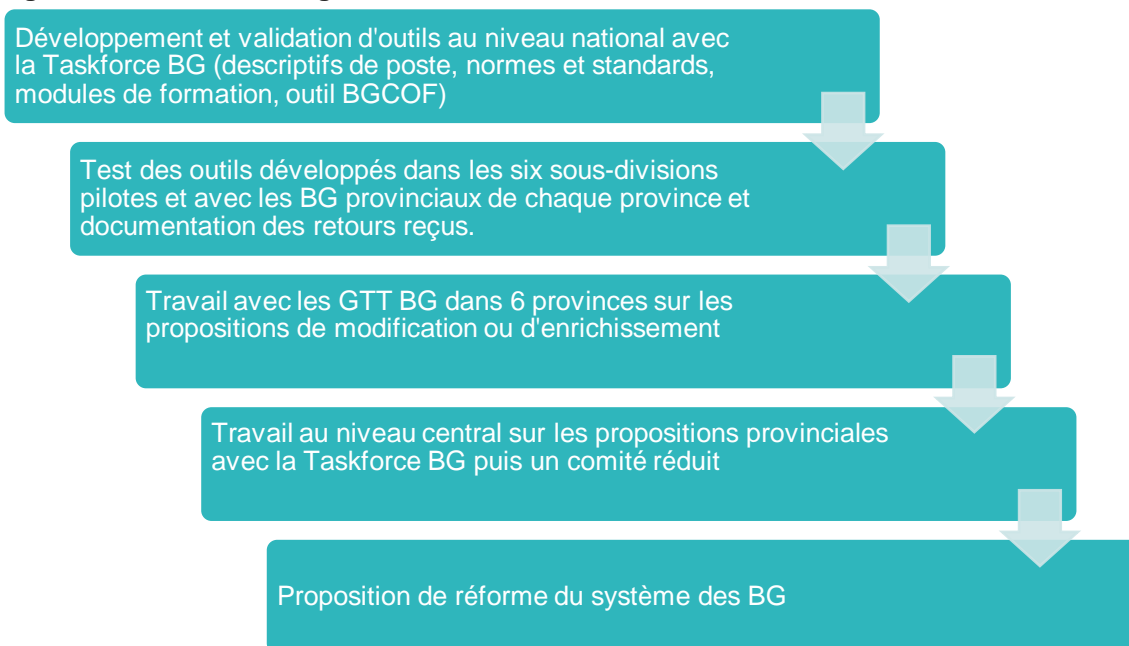 Développement et validation d'outils au niveau national avec
la Taskforce BG (descriptifs de poste, normes et standards,
modules de formation, outil BGCOF)
Test des outils développés dans les six sous-divisions
pilotes et avec les BG provinciaux de chaque province et
documentation des retours reçus.
Travail avec les GTT BG dans 6 provinces sur les
propositions de modification ou d'enrichissement
Travail au niveau central sur les propositions provinciales
avec la Taskforce BG puis un comité réduit
Proposition de réforme du système des BG